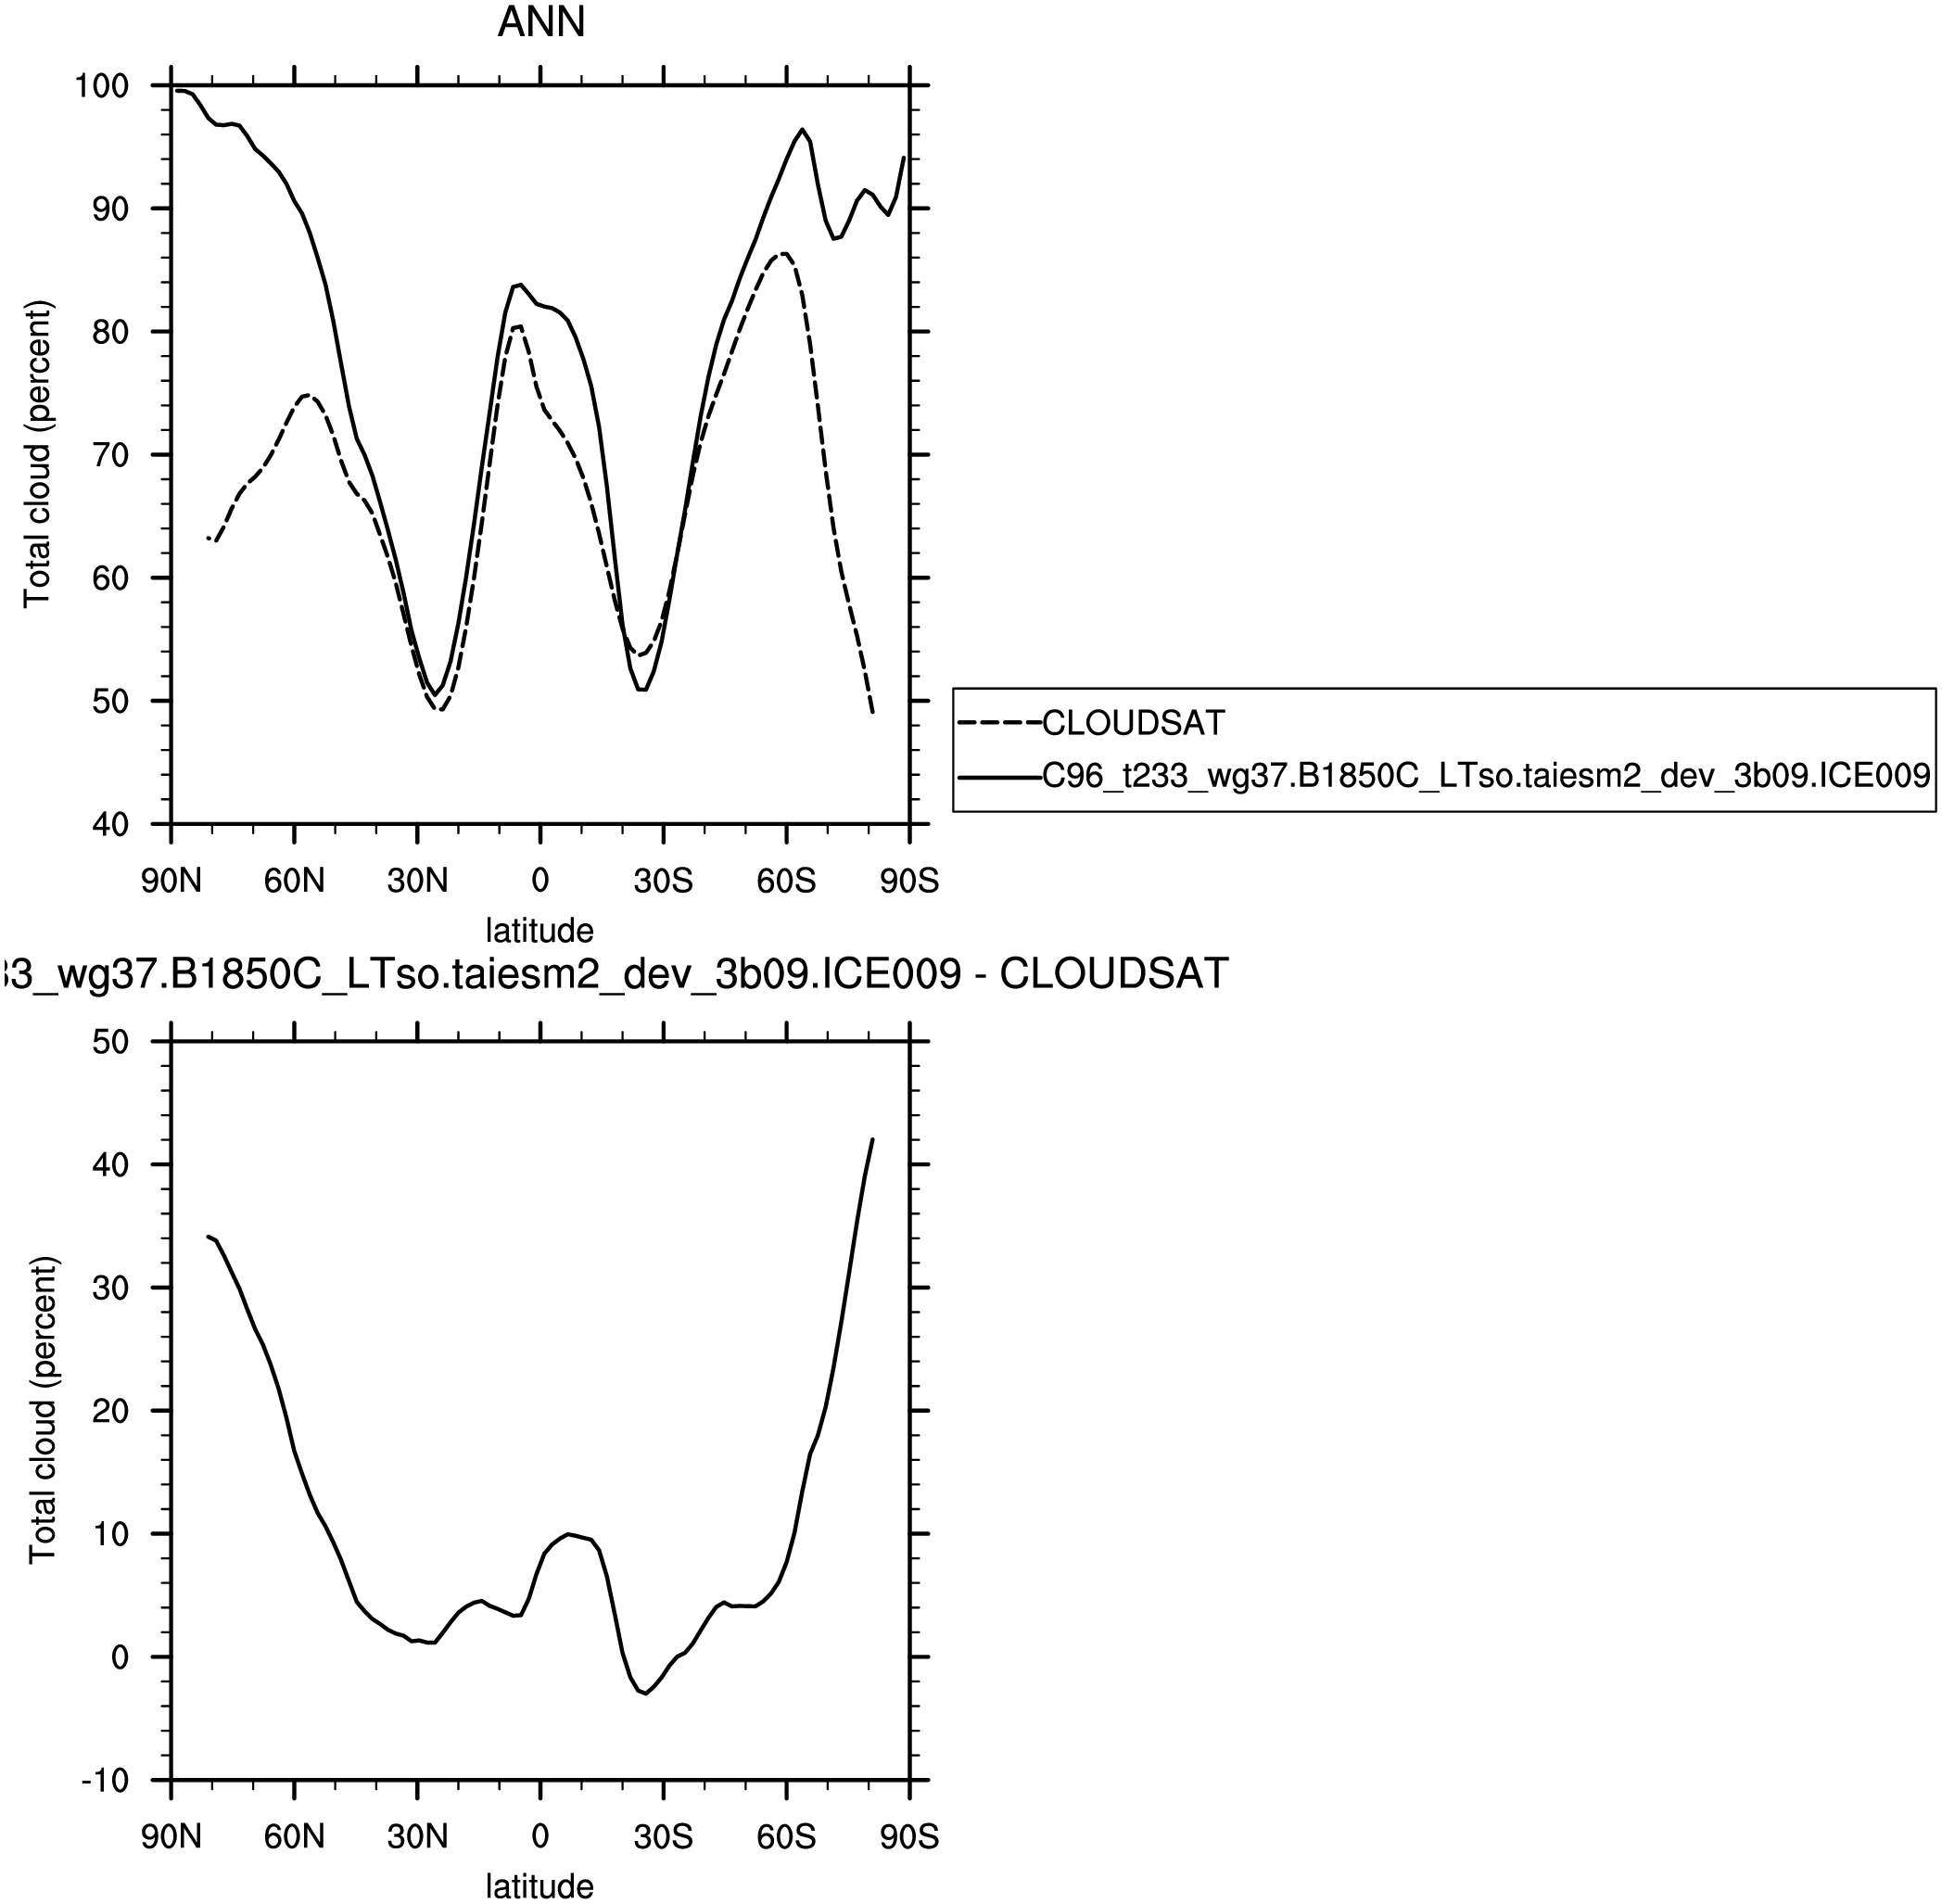 ANN
100
90
80
70
60
50
40
Total cloud (percent)
90N 60N 30N 0 30S 60S 90S
latitude
CLOUDSAT
C96_t233_wg37.B1850C_LTso.taiesm2_dev_3b09.ICE009
3_wg37.B1850C_LTso.taiesm2_dev_3b09.ICE009 - CLOUDSAT
50
40
30
20
10
0
-10
Total cloud (percent)
90N 60N 30N 0 30S 60S 90S
latitude